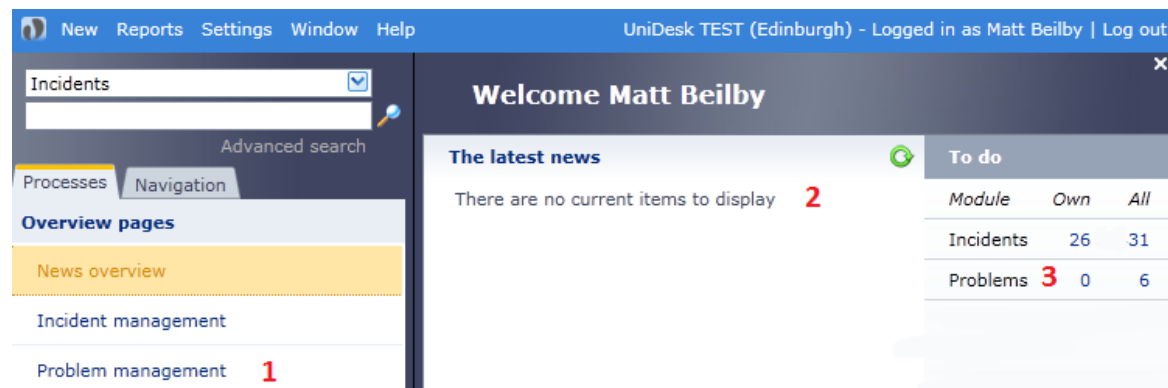 New Reports Settings Window Help
UniDesk TEST (Edinburgh) - Logged in as Matt Beilby | Log out
Incidents
Advanced search
Processes Navigation
Overview pages
News overview
Incident management
Problem management 1
Welcome Matt Beilby
The latest news
There are no current items to display 2
To do
Module Own All
Incidents 26 31
Problems 3 0 6